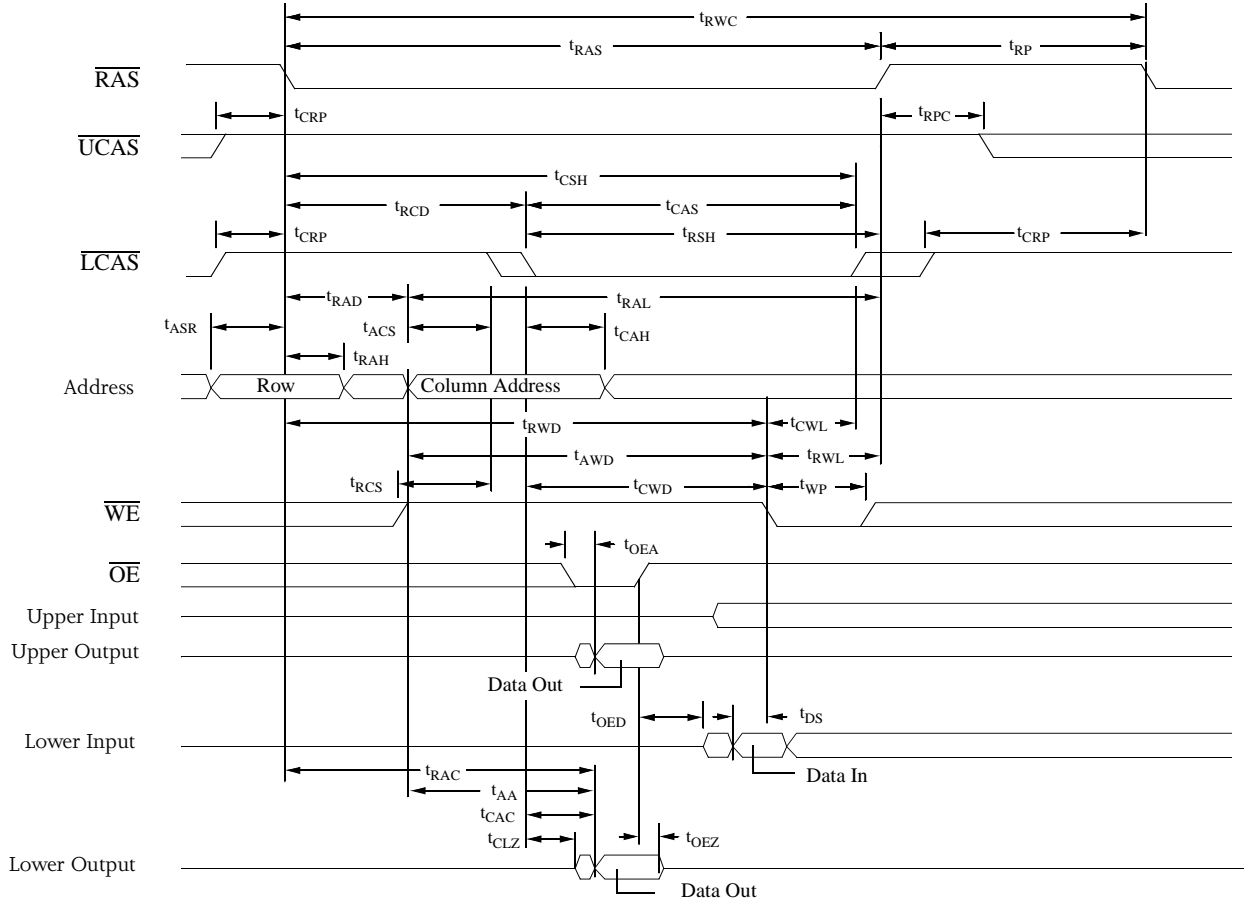 tRWC
tRAS
tRP
RAS
tCRP
tRPC
UCAS
tCSH
tRCD
tCAS
tCRP
tRSH
tCRP
LCAS
tRAD
tRAL
tASR
tACS
tCAH
tRAH
Address
Row
Column Address
tRWD
tCWL
tAWD
tRWL
tRCS
tCWD
tWP
WE
tOEA
OE
Upper Input
Upper Output
Data Out
tOED
tDS
Lower Input
Data In
tRAC
tAA
tCAC
tCLZ
tOEZ
Lower Output
Data Out